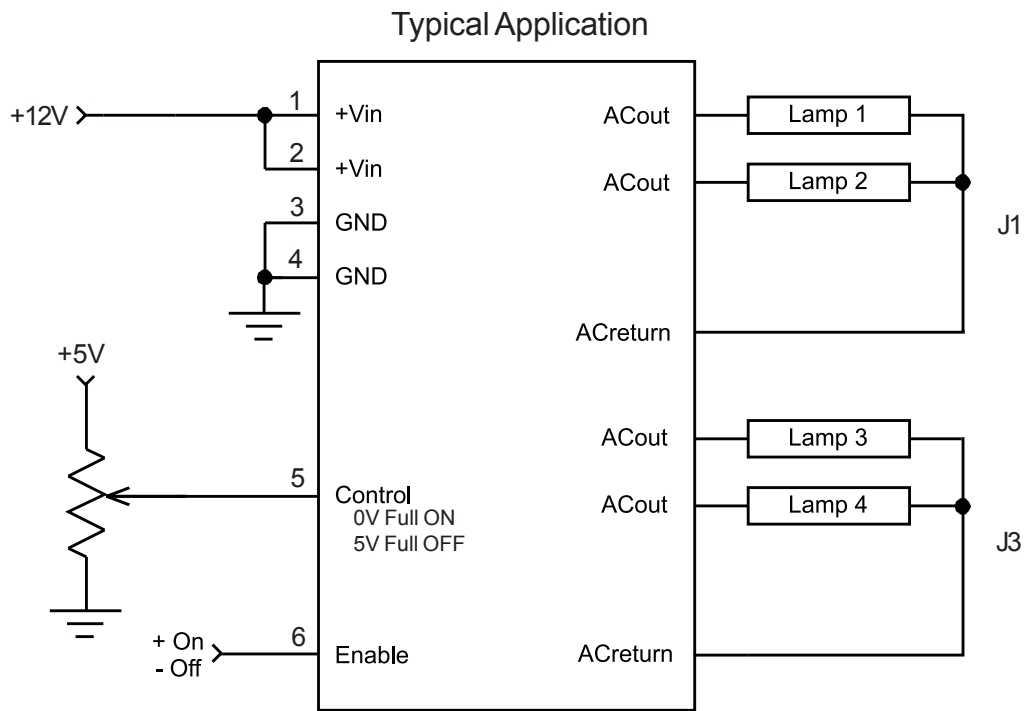 Typical Application
+12V
1
+Vin
2
+Vin
3
GND
4
GND
+5V
5
Control
0V Full ON
5V Full OFF
+ On
- Off
6
Enable
ACout
Lamp 1
ACout
Lamp 2
J1
ACreturn
ACout
Lamp 3
ACout
Lamp 4
J3
ACreturn